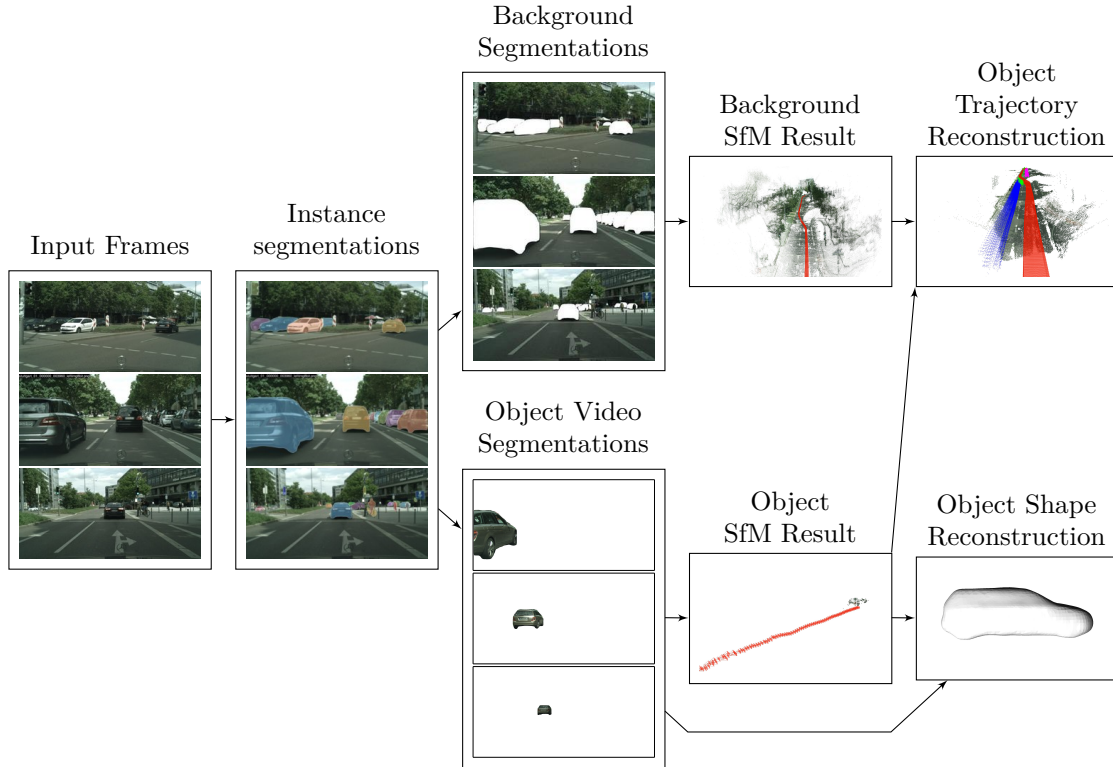 Input Frames
Instance
segmentations
Background
Segmentations
Object Video
Segmentations
Background
SfM Result
Object
SfM Result
Object
Trajectory
Reconstruction
Object Shape
Reconstruction